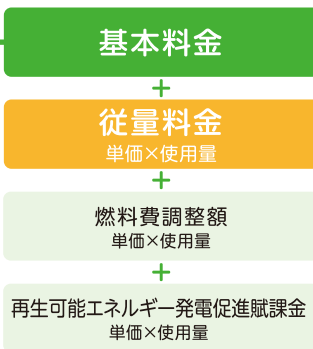 基本料金
+
従量料金
単価×使用量
+
燃料費調整額
単価×使用量
+
再生可能エネルギー発電促進賦課金
単価×使用量